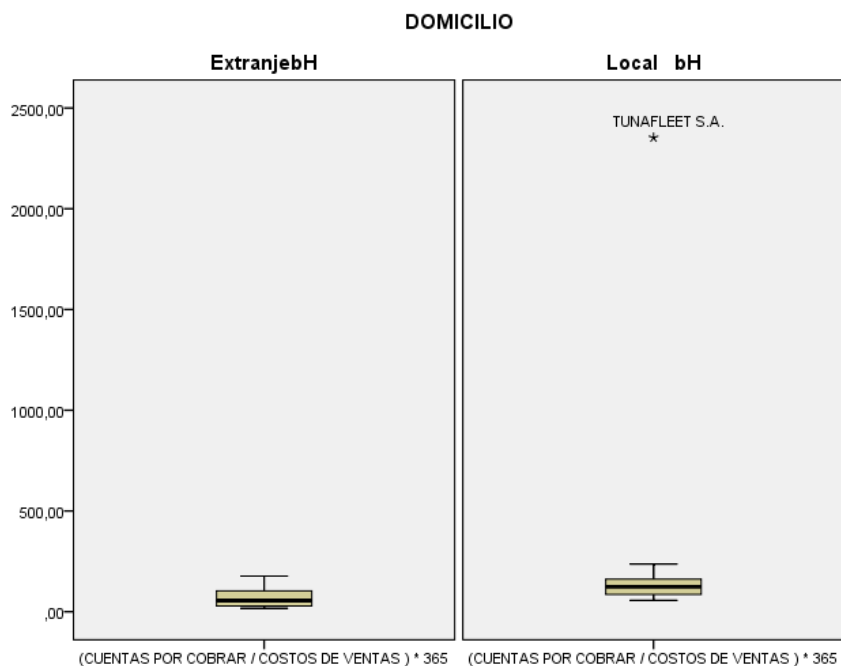 DOMICILIO
ExtranjebH
Local bH
2500,00
2000,00
1500,00
1000,00
500,00
,00
TUNAFLEET S.A.
*
(CUENTAS POR COBRAR / COSTOS DE VENTAS ) * 365
(CUENTAS POR COBRAR / COSTOS DE VENTAS ) * 365